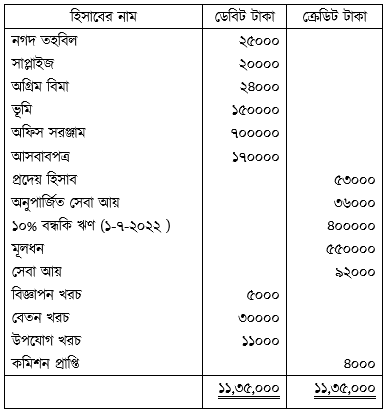 হিসাবের নাম ডেবিট টাকা ক্রেডিট টাকা
নগদ তহবিল ২৫০০০
সাপ্লাইজ ২০০০০
অগ্রিম বিমা ২৪০০০
ভূমি ১৫০০০০
অফিস সরঞ্জাম ৭০০০০০
আসবাবপত্র ১৭০০০০
প্রদেয় হিসাব ৫৩০০০
অনুপার্জিত সেবা আয় ৩৬০০০
১০% বন্ধকি ঋণ (১-৭-২০২২ ) ৪০০০০০
মূলধন ৫৫০০০০
সেবা আয় ৯২০০০
বিজ্ঞাপন খরচ ৫০০০
বেতন খরচ ৩০০০০
উপযোগ খরচ ১১০০০
কমিশন প্রাপ্তি ৪০০০
১১,৩৫,০০০ ১১,৩৫,০০০